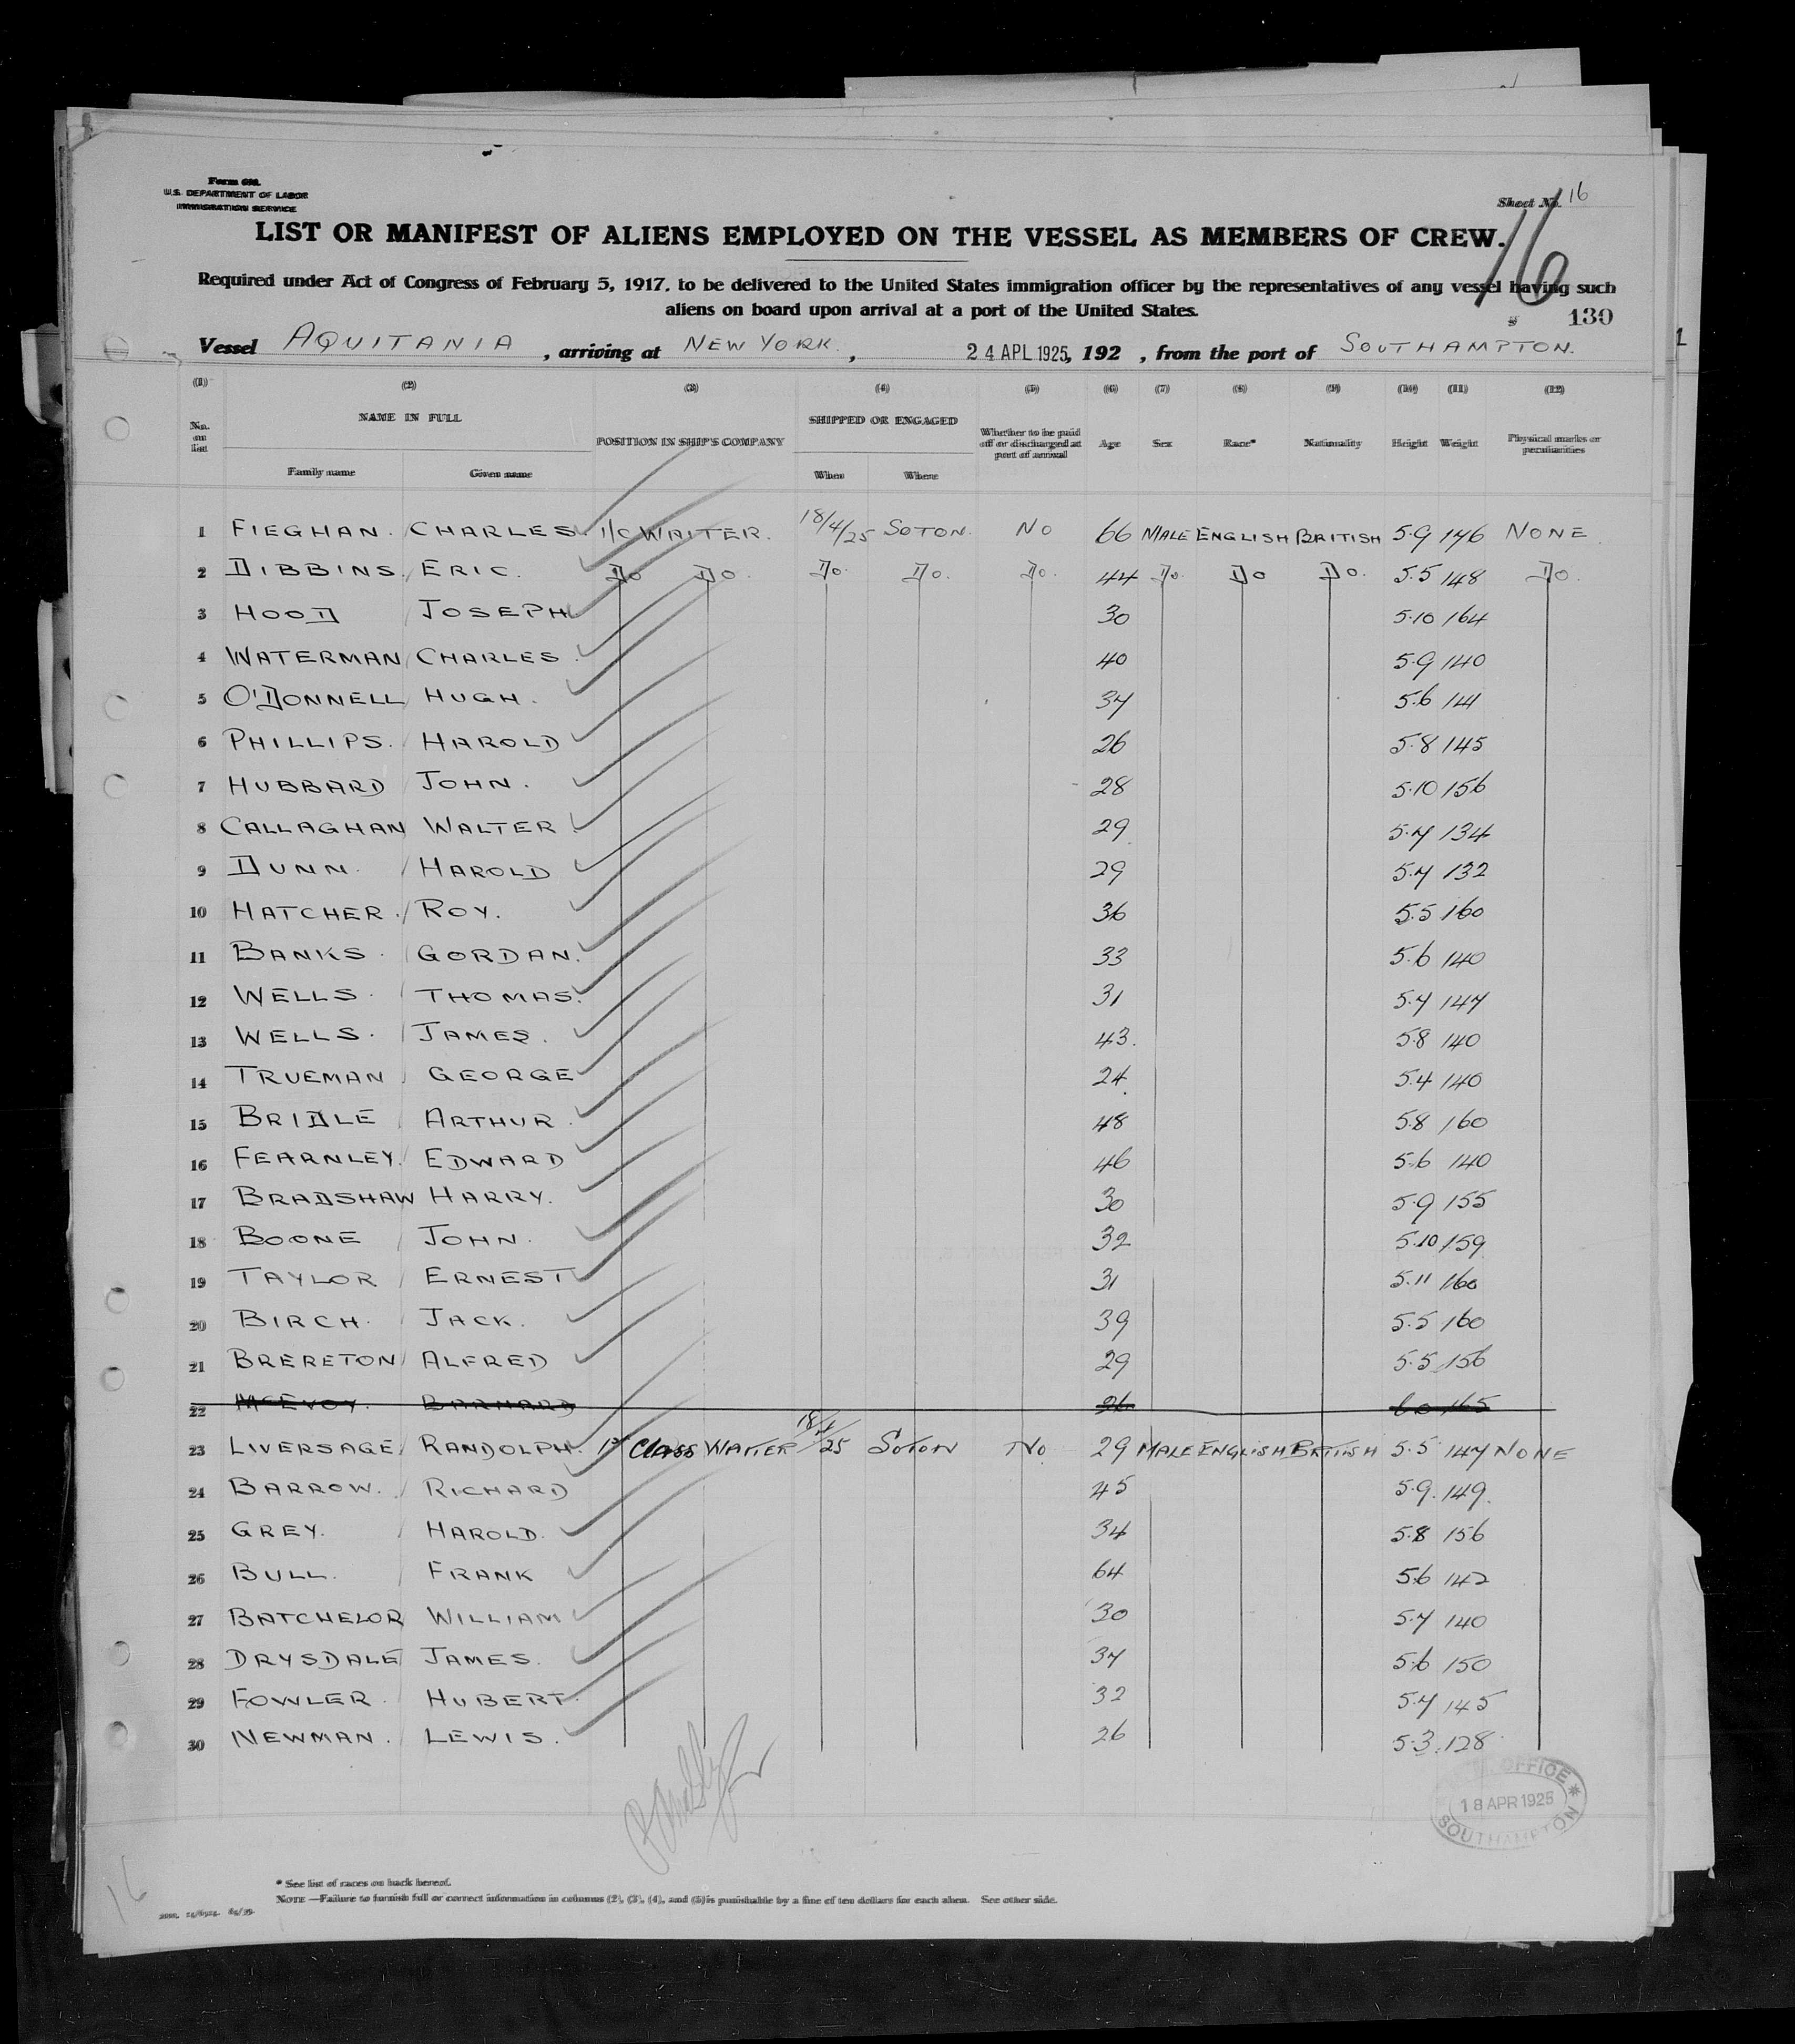 Form 681.
U.S. DEPARTMENT OF LABOR
IMMIGRATION SERVICE
Sheet No. 16
16
LIST OR MANIFEST OF ALIENS EMPLOYED ON THE VESSEL AS MEMBERS OF CREW.
Required under Act of Congress of February 5, 1917, to be delivered to the United States immigration officer by the representatives of any vessel having such
aliens on board upon arrival at a port of the United States.
130
Vessel AQUITANIA, arriving at NEW YORK, 24 APL 1925, 192 , from the port of SOUTHAMPTON.
(1) (2) (3) (4) (5) (6) (7) (8) (9) (10) (11) (12)
No. on list NAME IN FULL Family name Given name POSITION IN SHIP'S COMPANY SHIPPED OR ENGAGED When Where Whether to be paid off or discharged at port of arrival Age Sex Race* Nationality Height Weight Physical marks or peculiarities
1 FIEGHAN. CHARLES 1/C WAITER. 18/4/25 SOTON. NO 66 MALE ENGLISH BRITISH 5.9 146 NONE.
2 DIBBINS. ERIC. Do Do. Do. Do. Do. 44 Do. Do Do. 5.5 148 Do.
3 HOOD JOSEPH 30 5.10 164
4 WATERMAN CHARLES. 40 5.9 140
5 O'DONNELL HUGH. 37 5.6 141
6 PHILLIPS. HAROLD 26 5.8 145
7 HUBBARD JOHN. 28 5.10 156
8 CALLAGHAN WALTER 29 5.7 134
9 DUNN. HAROLD 29 5.7 132
10 HATCHER. ROY. 36 5.5 160
11 BANKS. GORDAN. 33 5.6 140
12 WELLS. THOMAS. 31 5.7 147
13 WELLS. JAMES. 43. 5.8 140
14 TRUEMAN GEORGE 24. 5.4 140
15 BRIDLE ARTHUR. 48 5.8 160
16 FEARNLEY. EDWARD 46 5.6 140
17 BRADSHAW HARRY. 30 5.9 155
18 BOONE JOHN. 32 5.10 159
19 TAYLOR ERNEST 31 5.11 160
20 BIRCH. JACK. 39 5.5 160
21 BRERETON ALFRED 29 5.5 156
22 McEVOY. BARNARD 26 6.0 165
23 LIVERSAGE RANDOLPH. 1st Class WAITER 18/4/25 SOTON No. 29 MALE ENGLISH BRITISH 5.5 147 NONE
24 BARROW. RICHARD 45 5.9. 149.
25 GREY. HAROLD. 34 5.8 156
26 BULL. FRANK 64 5.6 142
27 BATCHELOR WILLIAM 30 5.7 140
28 DRYSDALE JAMES. 37 5.6 150
29 FOWLER. HUBERT. 32 5.7 145
30 NEWMAN. LEWIS. 26 5.3. 128.
OFFICE
18 APR 1925
SOUTHAMPTON
* See list of races on back hereof.
NOTE —Failure to furnish full or correct information in columns (2), (3), (4), and (5) is punishable by a fine of ten dollars for each alien. See other side.
16